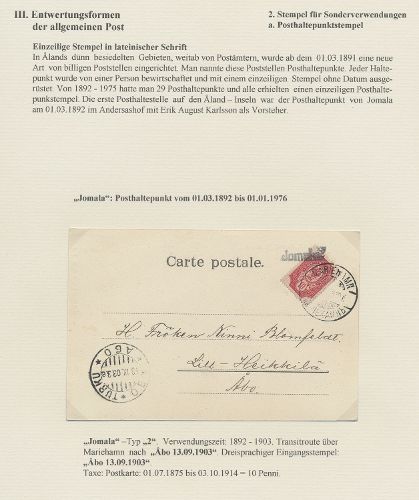 III. Entwertungsformen
der allgemeinen Post
2. Stempel für Sonderverwendungen
a. Posthaltepunktstempel
Einzeilige Stempel in lateinischer Schrift
In Ålands dunn besiedelten Gebieten, weitab von Postämtern, wurde ab dem 01.03.1891 eine neue
Art von billigen Poststellen eingerichtet. Man nannte diese Poststellen Posthaltepunkte. Jeder Halte-
punkt wurde von einer Person bewirtschaftet und mit einem einzeiligen Stempel ohne Datum ausge-
rüstet. Von 1892 - 1975 hatte man 29 Posthaltepunkte und alle erhielten einen einzeiligen Posthalte-
punkstempel. Die erste Posthaltestelle auf den Åland – Inseln war der Posthaltepunkt von Jomala
am 01.03.1892 im Andersashof mit Erik August Karlsson als Vorsteher.
„Jomala“: Posthaltepunkt vom 01.03.1892 bis 01.01.1976
Jomala
Carte postale.
H Fröken Ninni Blomfeldt.
Lill-Heikkilä
Åbo.
ÅBO TURKU
„Jomala“ –Typ „2“, Verwendungszeit: 1892 - 1903. Transitroute über
Mariehamn nach „Åbo 13.09.1903“. Dreisprachiger Eingangsstempel:
„Åbo 13.09.1903“
Taxe: Postkarte: 01.07.1875 bis 03.10.1914 = 10 Penni.